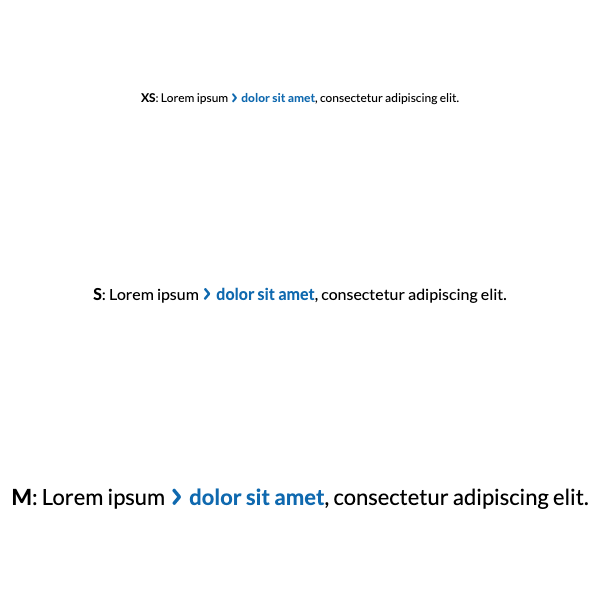 XS: Lorem ipsum › dolor sit amet, consectetur adipiscing elit.
S: Lorem ipsum › dolor sit amet, consectetur adipiscing elit.
M: Lorem ipsum › dolor sit amet, consectetur adipiscing elit.